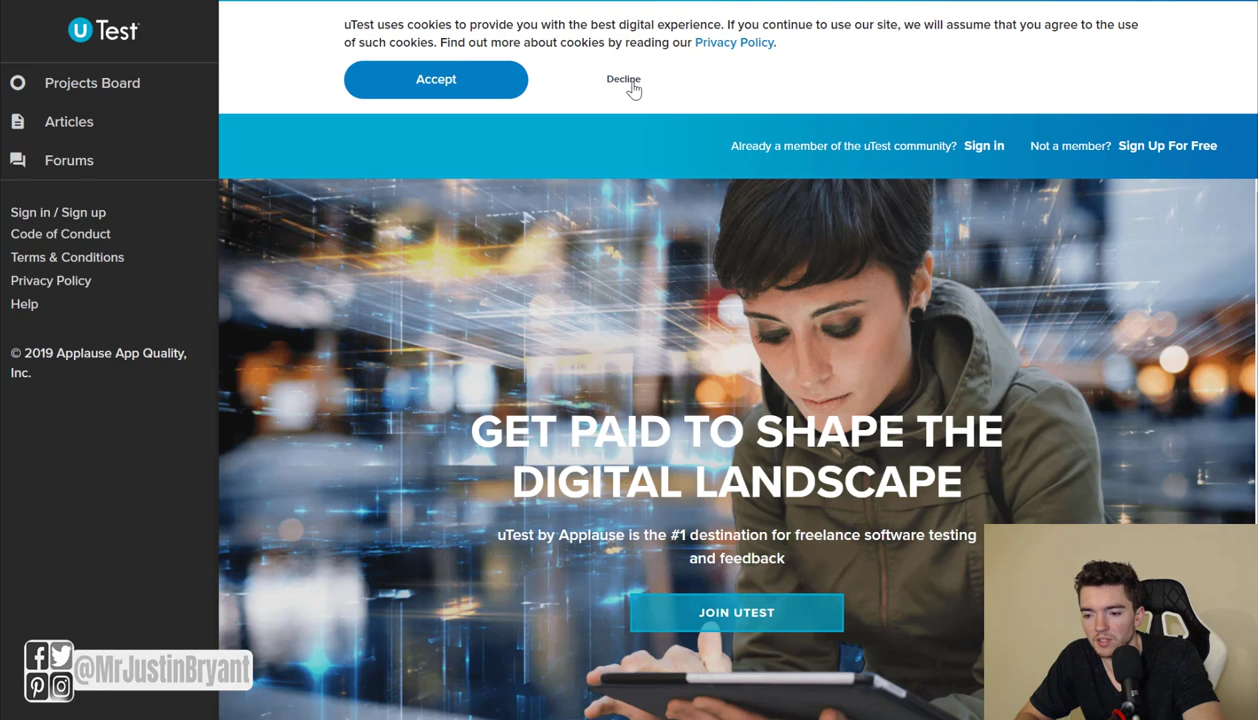 uTest
Projects Board
Articles
Forums
Sign in / Sign up
Code of Conduct
Terms & Conditions
Privacy Policy
Help
© 2019 Applause App Quality,
Inc.
uTest uses cookies to provide you with the best digital experience. If you continue to use our site, we will assume that you agree to the use
of such cookies. Find out more about cookies by reading our Privacy Policy.
Accept
Decline
Already a member of the uTest community? Sign in
Not a member? Sign Up For Free
GET PAID TO SHAPE THE
DIGITAL LANDSCAPE
uTest by Applause is the #1 destination for freelance software testing
and feedback
JOIN UTEST
@MrJustinBryant